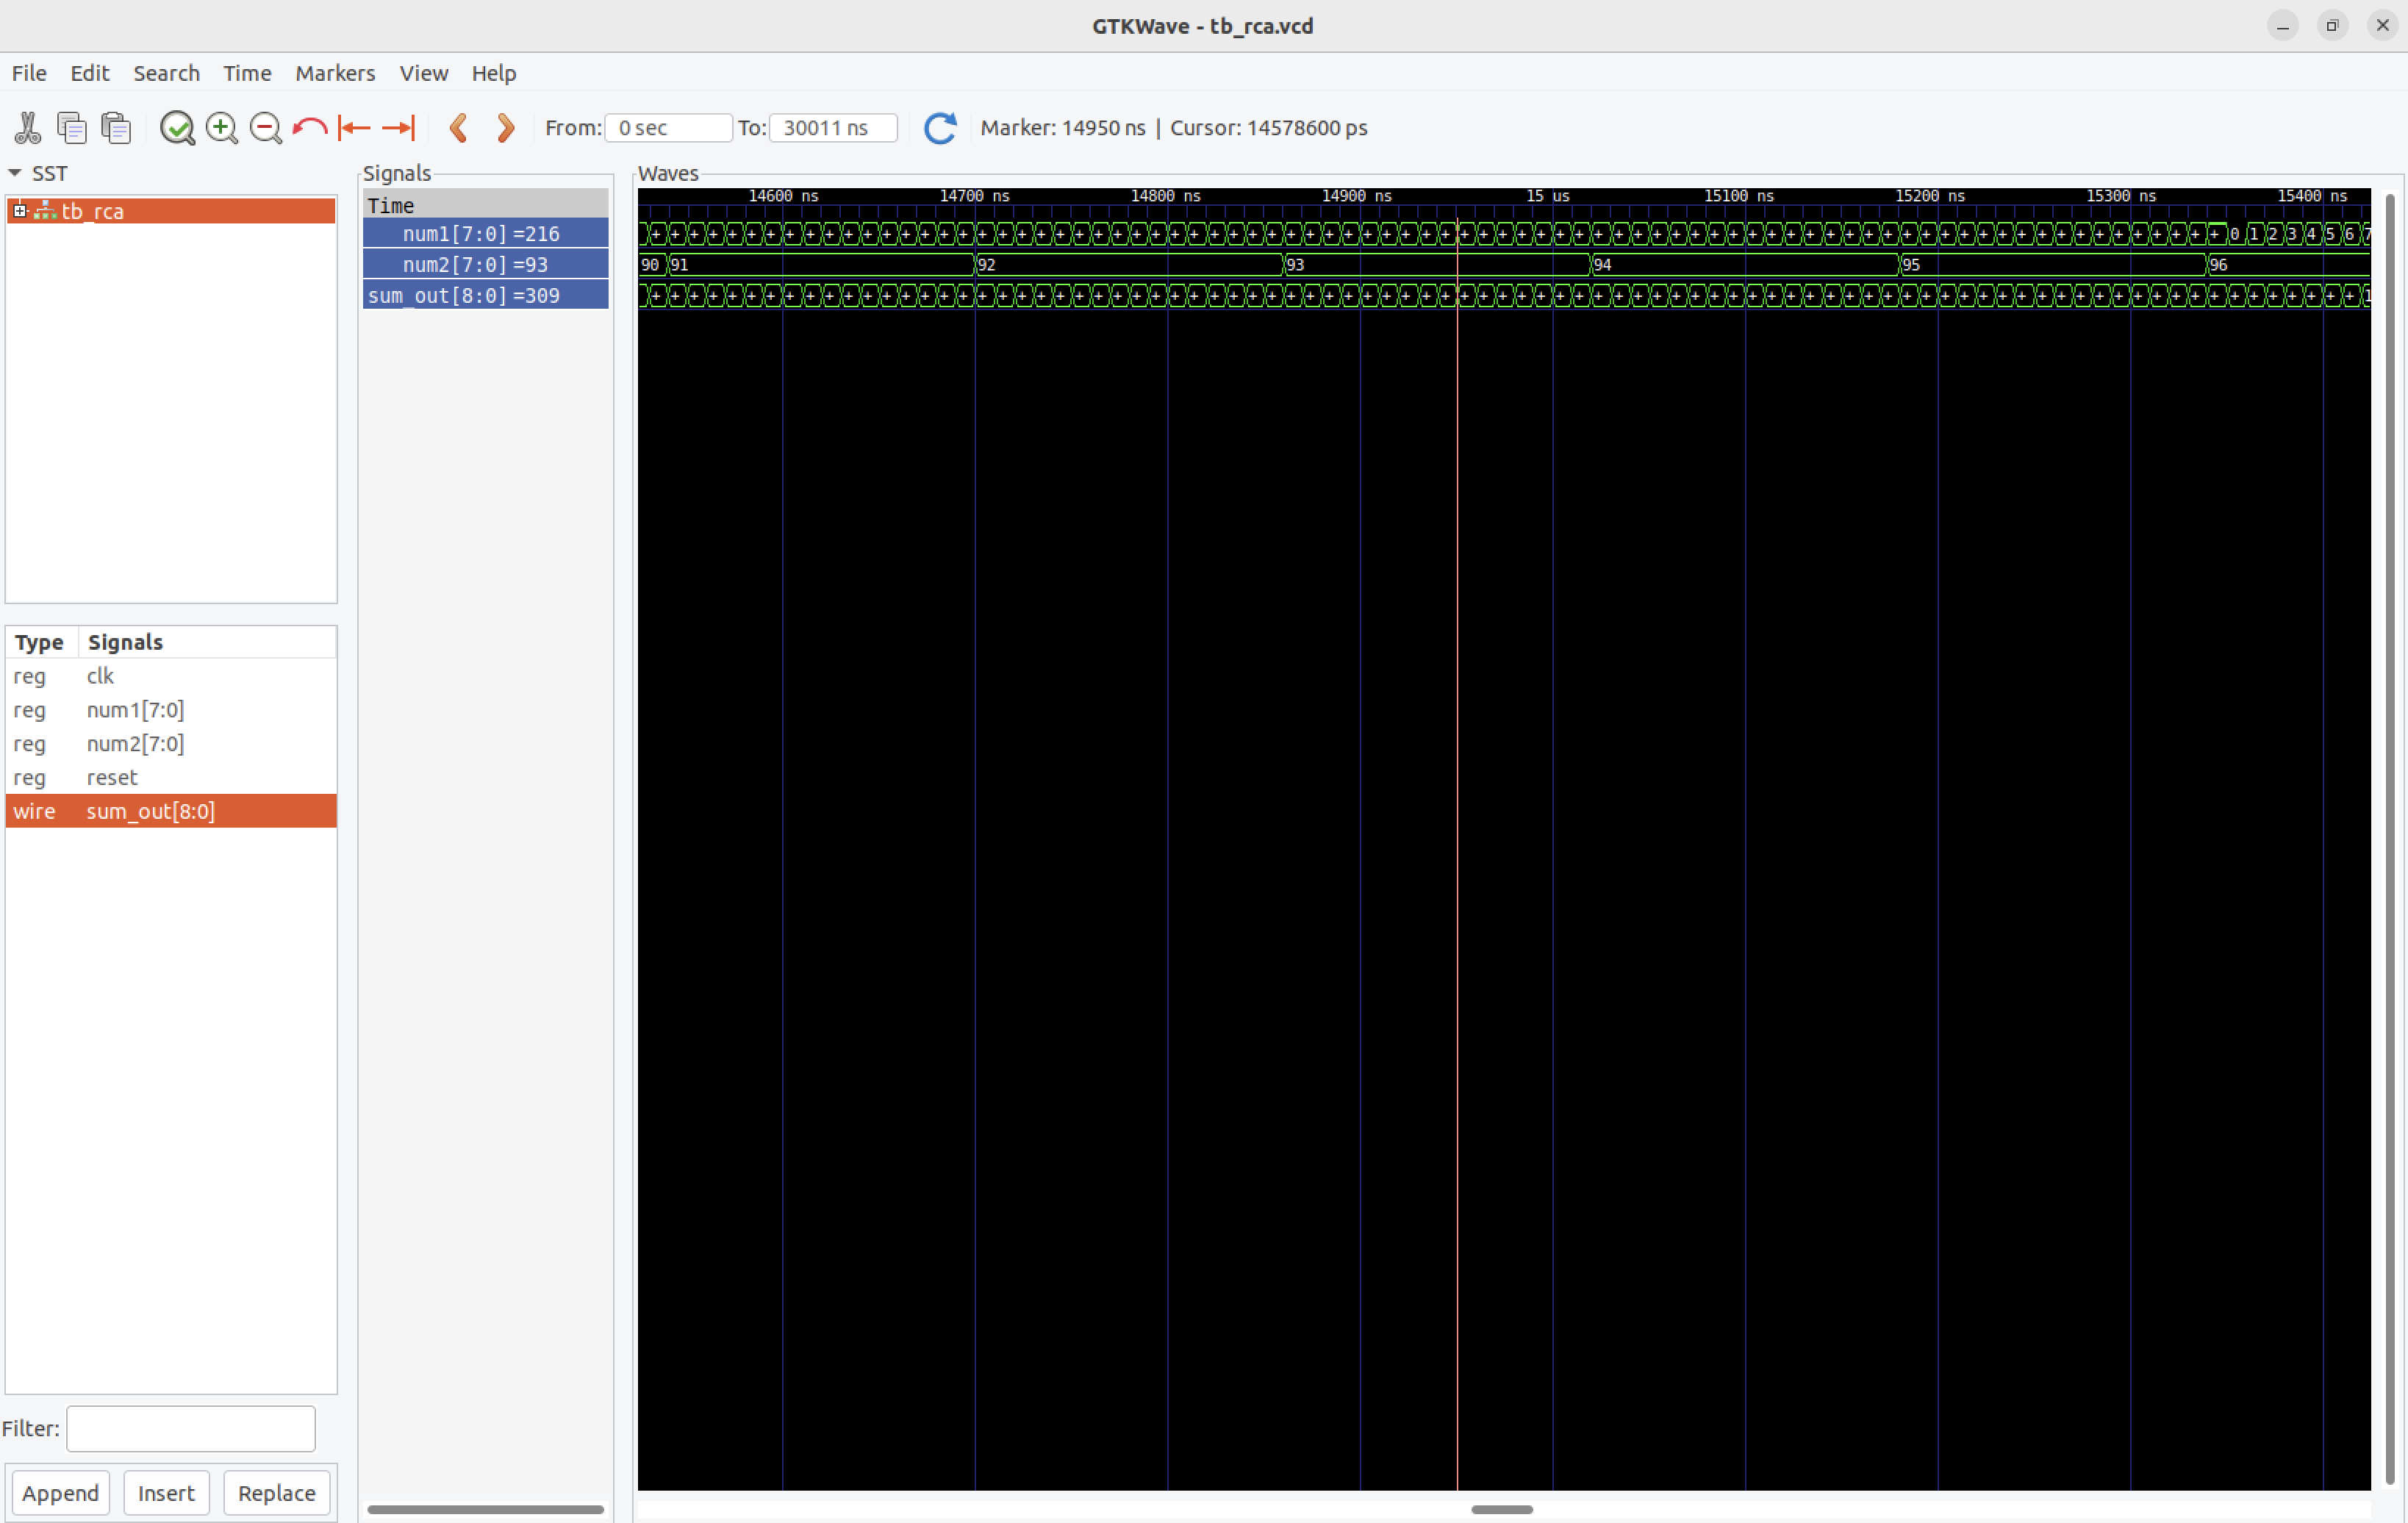 GTKWave - tb_rca.vcd
File Edit Search Time Markers View Help
From: 0 sec To: 30011 ns Marker: 14950 ns | Cursor: 14578600 ps
SST
tb_rca
Type Signals
reg clk
reg num1[7:0]
reg num2[7:0]
reg reset
wire sum_out[8:0]
Filter:
Append Insert Replace
Signals
Time
num1[7:0] =216
num2[7:0] =93
sum_out[8:0] =309
Waves
14600 ns 14700 ns 14800 ns 14900 ns 15 us 15100 ns 15200 ns 15300 ns 15400 ns
+ + + + + + + + + + + + + + + + + + + + + + + + + + + + + + + + + + + + + + + + + + + + + + + + + + + + + + + + + + + + + + + + + + + + + + + + + + + + + + + + + + 0 1 2 3 4 5 6 7
90 91 92 93 94 95 96
+ + + + + + + + + + + + + + + + + + + + + + + + + + + + + + + + + + + + + + + + + + + + + + + + + + + + + + + + + + + + + + + + + + + + + + + + + + + + + + + + + + + + + + + + + 1